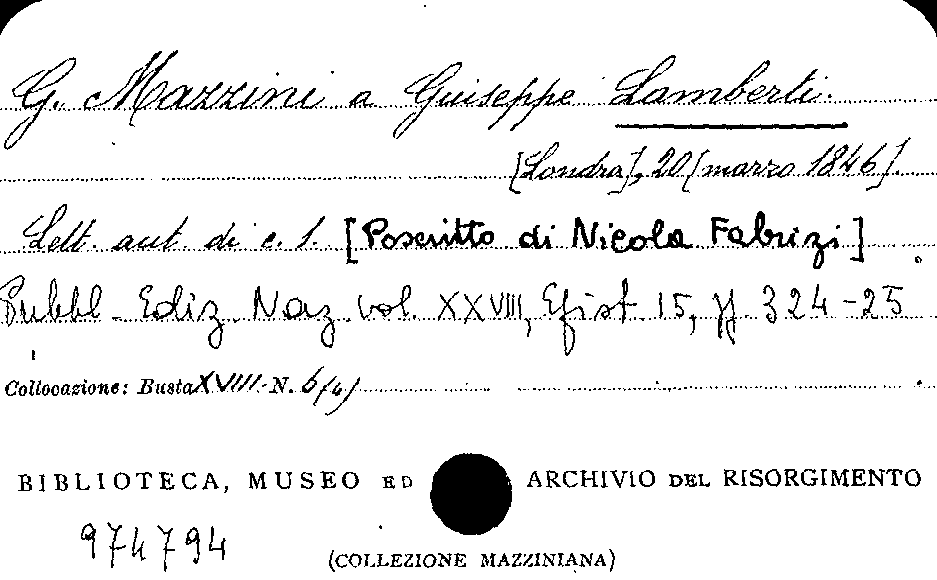 G. Mazzini a Giuseppe Lamberti.
[Londra], 20 [marzo 1846].
Lett. aut. di c. 1. [Poscritto di Nicola Fabrizi]
Pubbl. Ediz. Naz. vol. XXVIII, Epist. 15, pp. 324-25
Collocazione: Busta XVIII - N. 6/4/
BIBLIOTECA, MUSEO ED ARCHIVIO DEL RISORGIMENTO
974794
(COLLEZIONE MAZZINIANA)